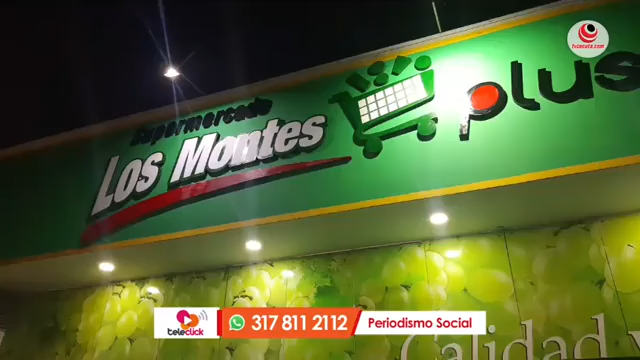 tvcucuta.com
Supermercado
Los Montes
plus
teleclick
317 811 2112
Periodismo Social
Calidad y